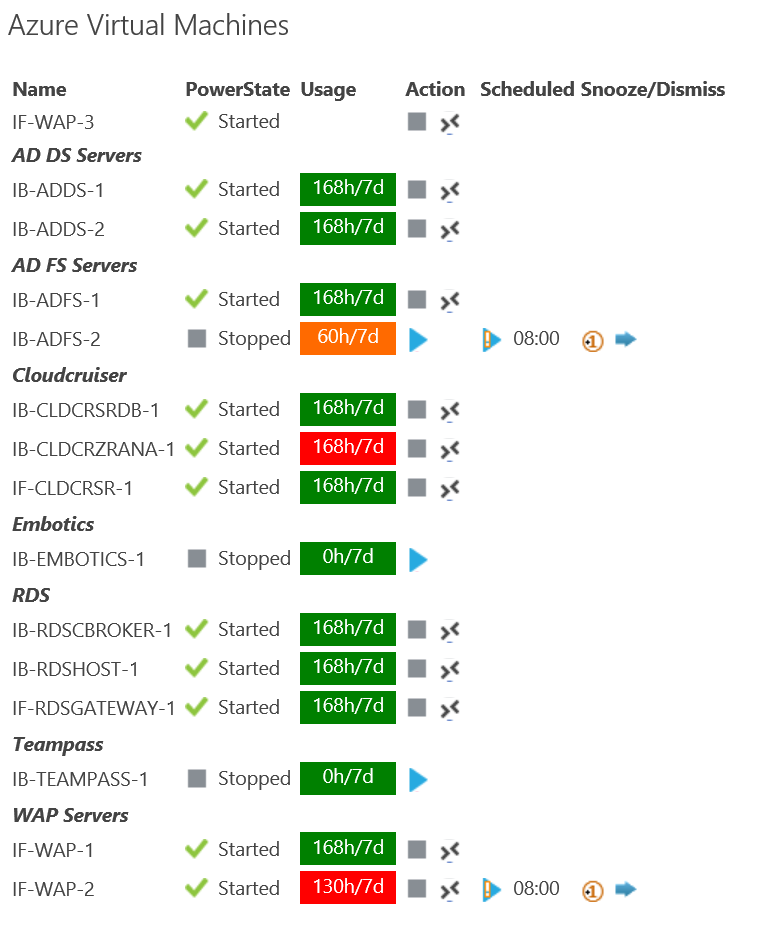 Azure Virtual Machines
Name PowerState Usage Action Scheduled Snooze/Dismiss
IF-WAP-3 Started
AD DS Servers
IB-ADDS-1 Started 168h/7d
IB-ADDS-2 Started 168h/7d
AD FS Servers
IB-ADFS-1 Started 168h/7d
IB-ADFS-2 Stopped 60h/7d 08:00 1
Cloudcruiser
IB-CLDCRSRDB-1 Started 168h/7d
IB-CLDCRZRANA-1 Started 168h/7d
IF-CLDCRSR-1 Started 168h/7d
Embotics
IB-EMBOTICS-1 Stopped 0h/7d
RDS
IB-RDSCBROKER-1 Started 168h/7d
IB-RDSHOST-1 Started 168h/7d
IF-RDSGATEWAY-1 Started 168h/7d
Teampass
IB-TEAMPASS-1 Stopped 0h/7d
WAP Servers
IF-WAP-1 Started 168h/7d
IF-WAP-2 Started 130h/7d 08:00 1